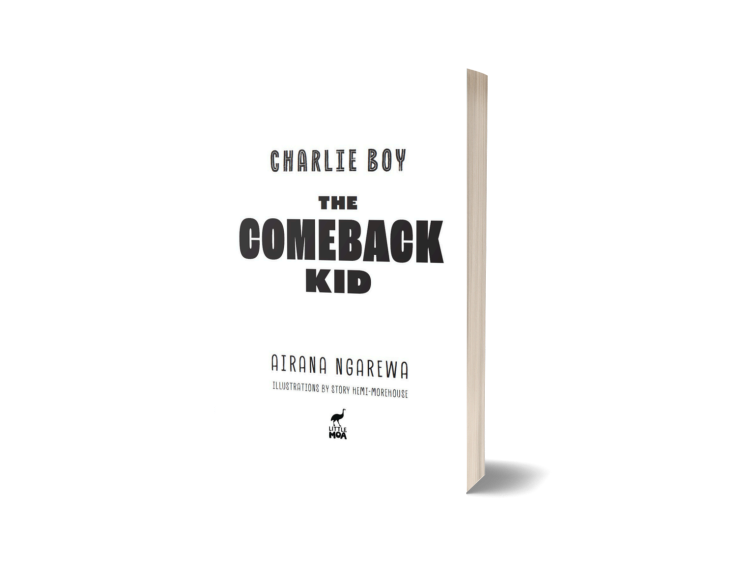 CHARLIE BOY
THE
COMEBACK
KID
AIRANA NGAREWA
ILLUSTRATIONS BY STORY HEMI-MOREHOUSE
LITTLE
MOA